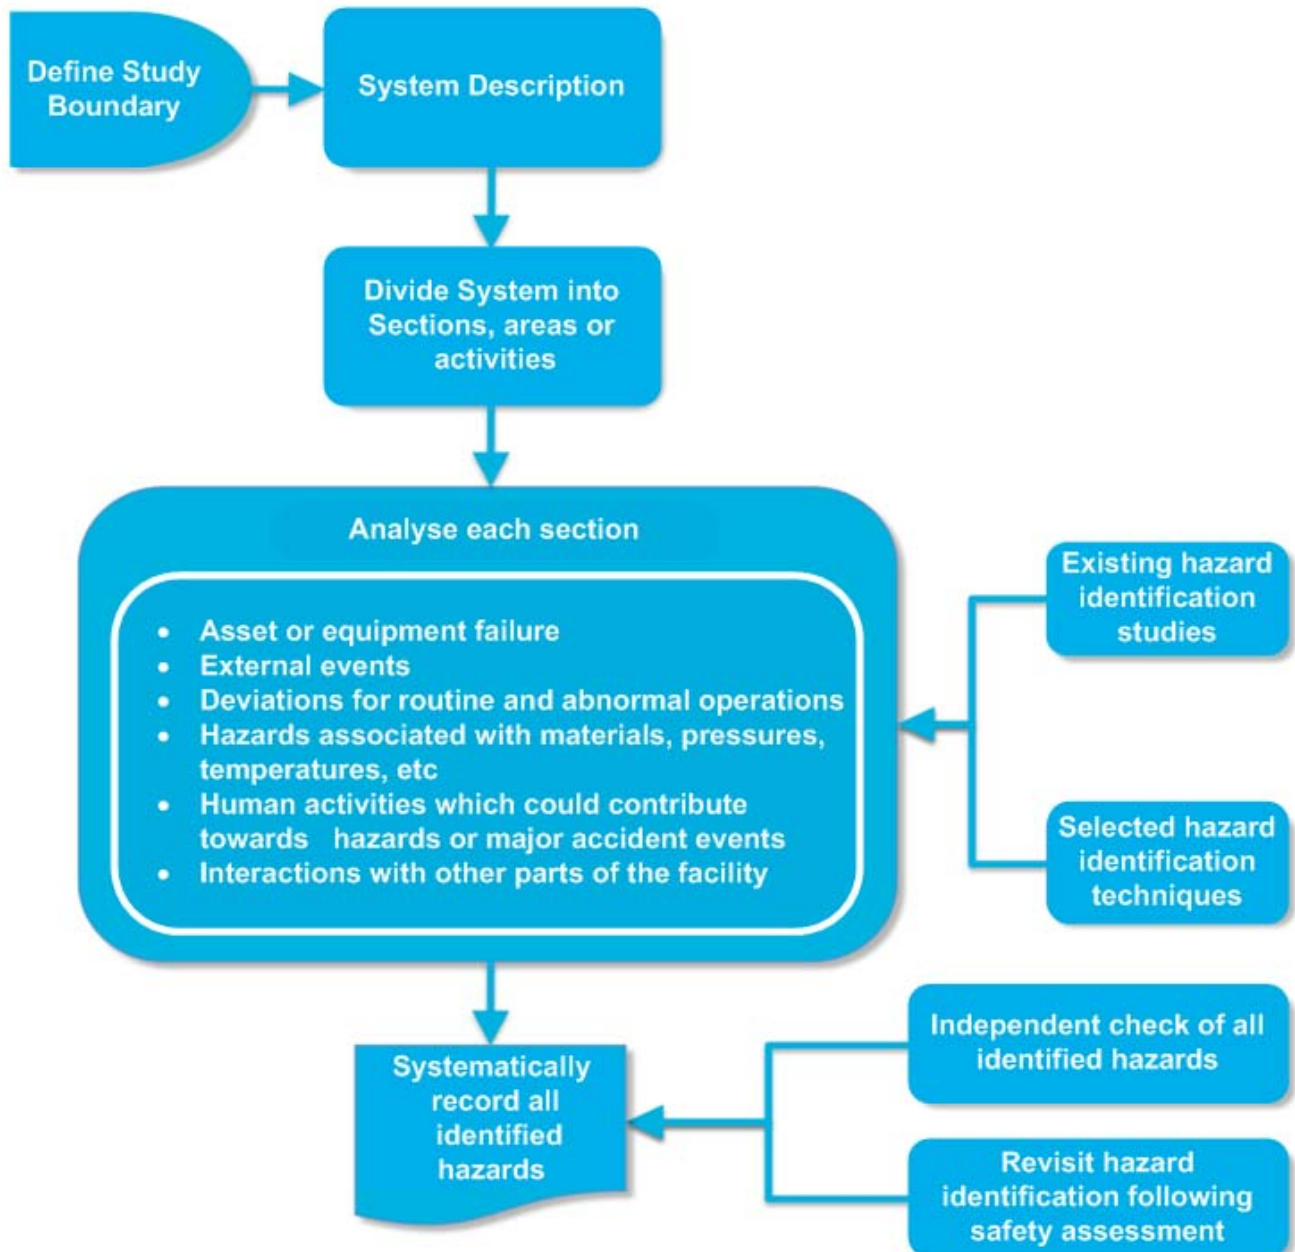 Define Study
Boundary
System Description
Divide System into
Sections, areas or
activities
Analyse each section
• Asset or equipment failure
• External events
• Deviations for routine and abnormal operations
• Hazards associated with materials, pressures,
temperatures, etc
• Human activities which could contribute
towards hazards or major accident events
• Interactions with other parts of the facility
Existing hazard
identification
studies
Selected hazard
identification
techniques
Systematically
record all
identified
hazards
Independent check of all
identified hazards
Revisit hazard
identification following
safety assessment